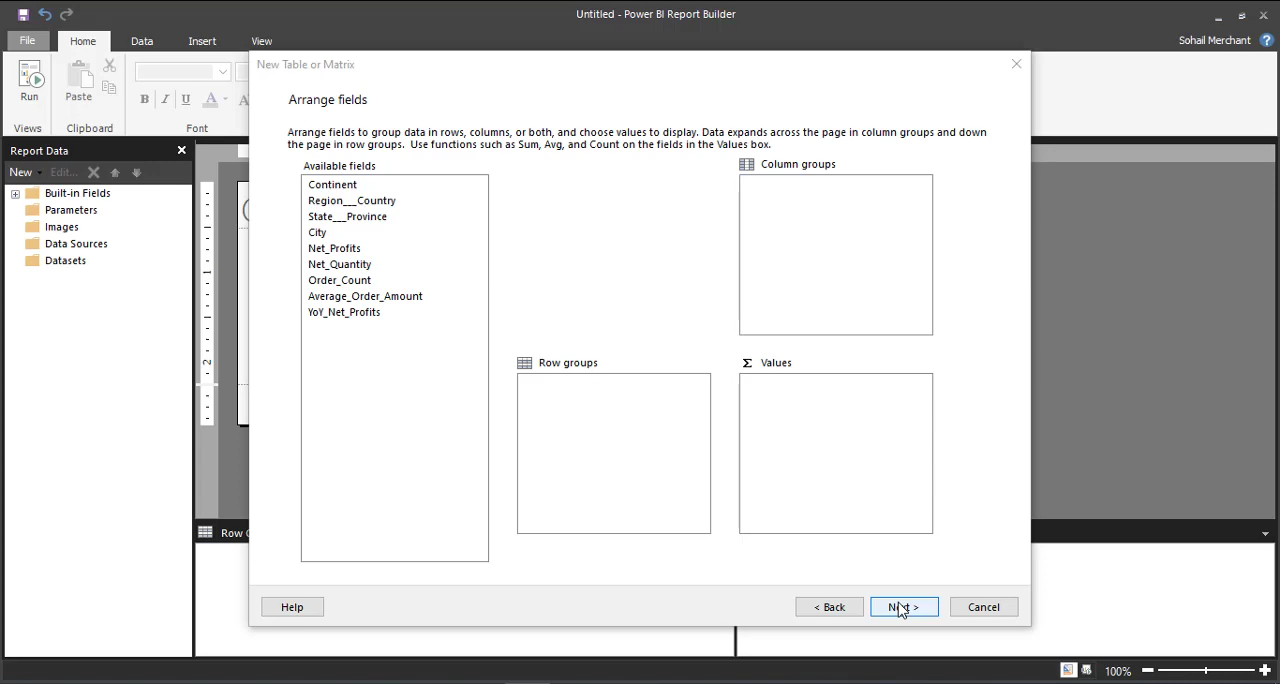 Untitled - Power BI Report Builder
File
Home
Data
Insert
View
Sohail Merchant
?
Run
Paste
B
I
U
A
A
Views
Clipboard
Font
Report Data
New
Edit...
Built-in Fields
Parameters
Images
Data Sources
Datasets
New Table or Matrix
Arrange fields
Arrange fields to group data in rows, columns, or both, and choose values to display. Data expands across the page in column groups and down
the page in row groups. Use functions such as Sum, Avg, and Count on the fields in the Values box.
Available fields
Continent
Region___Country
State___Province
City
Net_Profits
Net_Quantity
Order_Count
Average_Order_Amount
YoY_Net_Profits
Column groups
Row groups
Σ Values
Help
< Back
Next >
Cancel
1
2
Row
100%